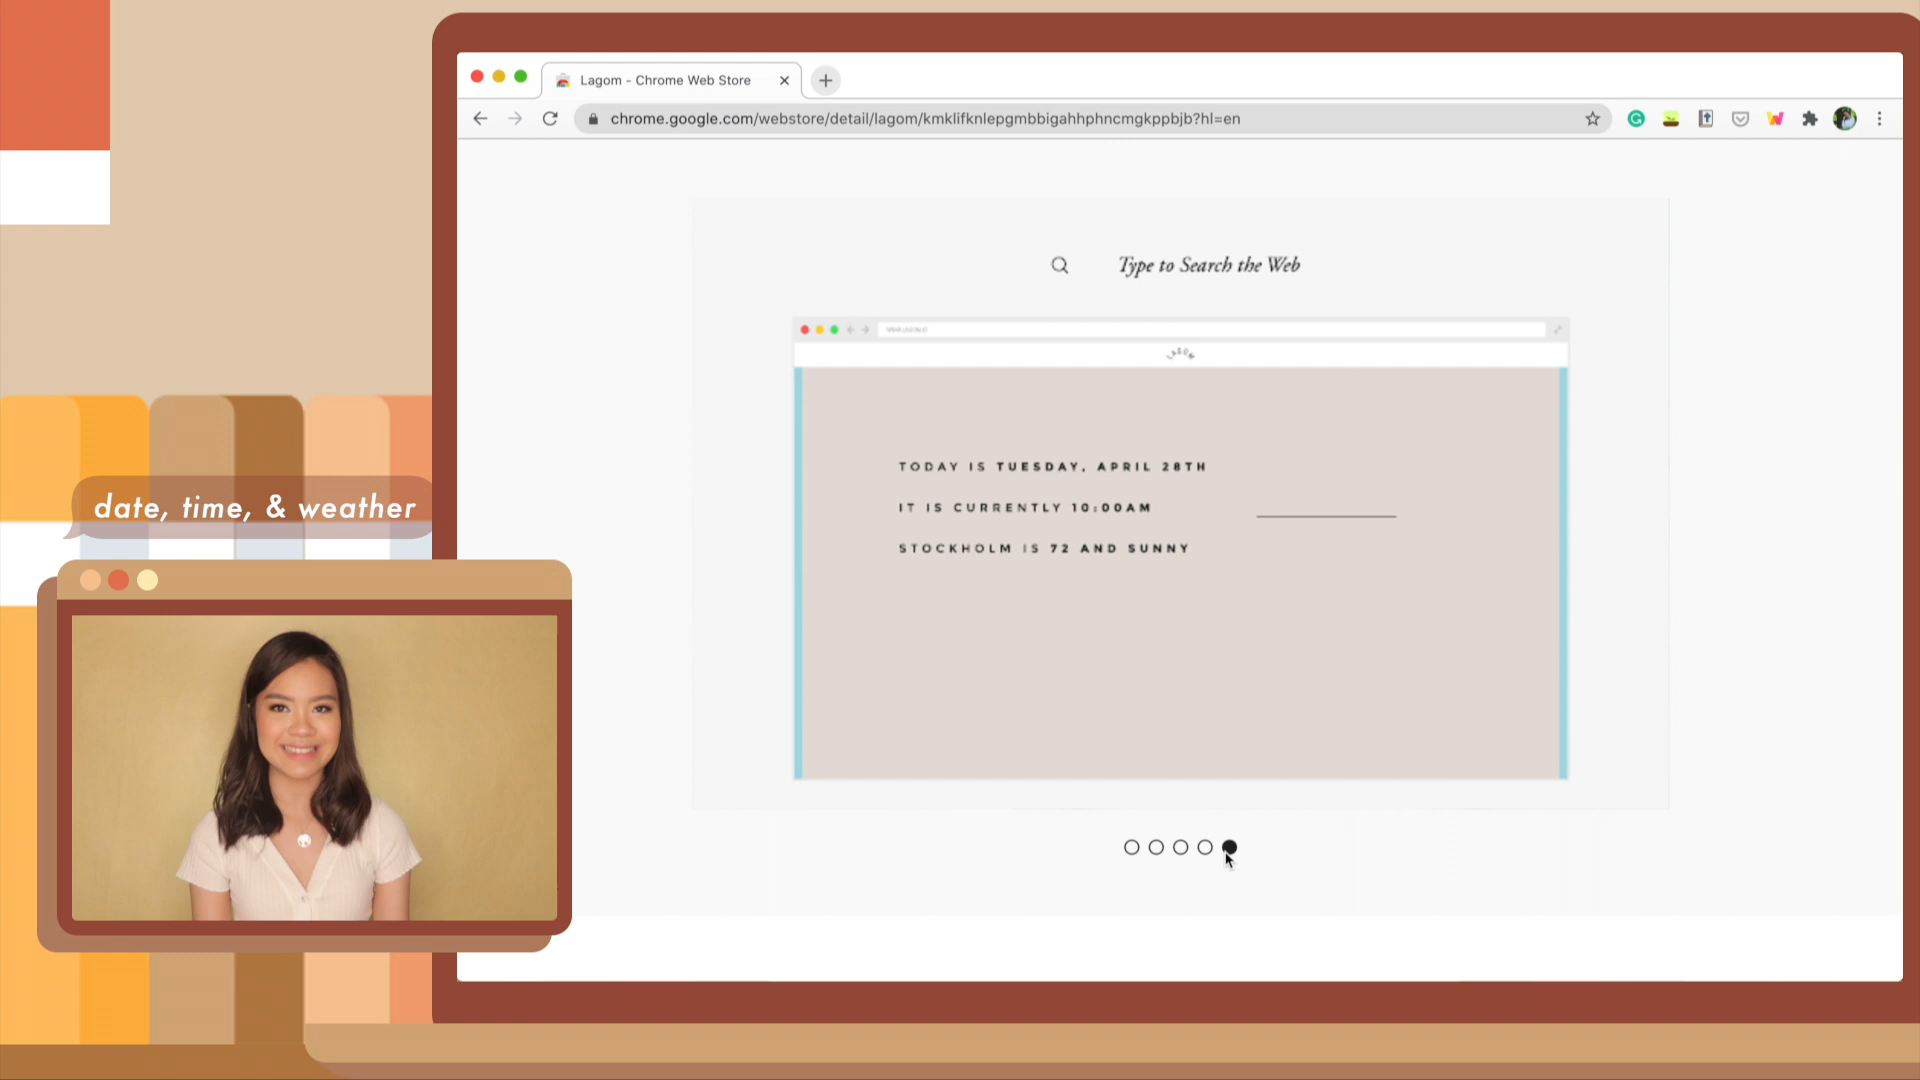 Lagom - Chrome Web Store
chrome.google.com/webstore/detail/lagom/kmklifknlepgmbbigahhphncmgkppbjb?hl=en
Type to Search the Web
TODAY IS TUESDAY, APRIL 28TH
IT IS CURRENTLY 10:00AM
STOCKHOLM IS 72 AND SUNNY
date, time, & weather